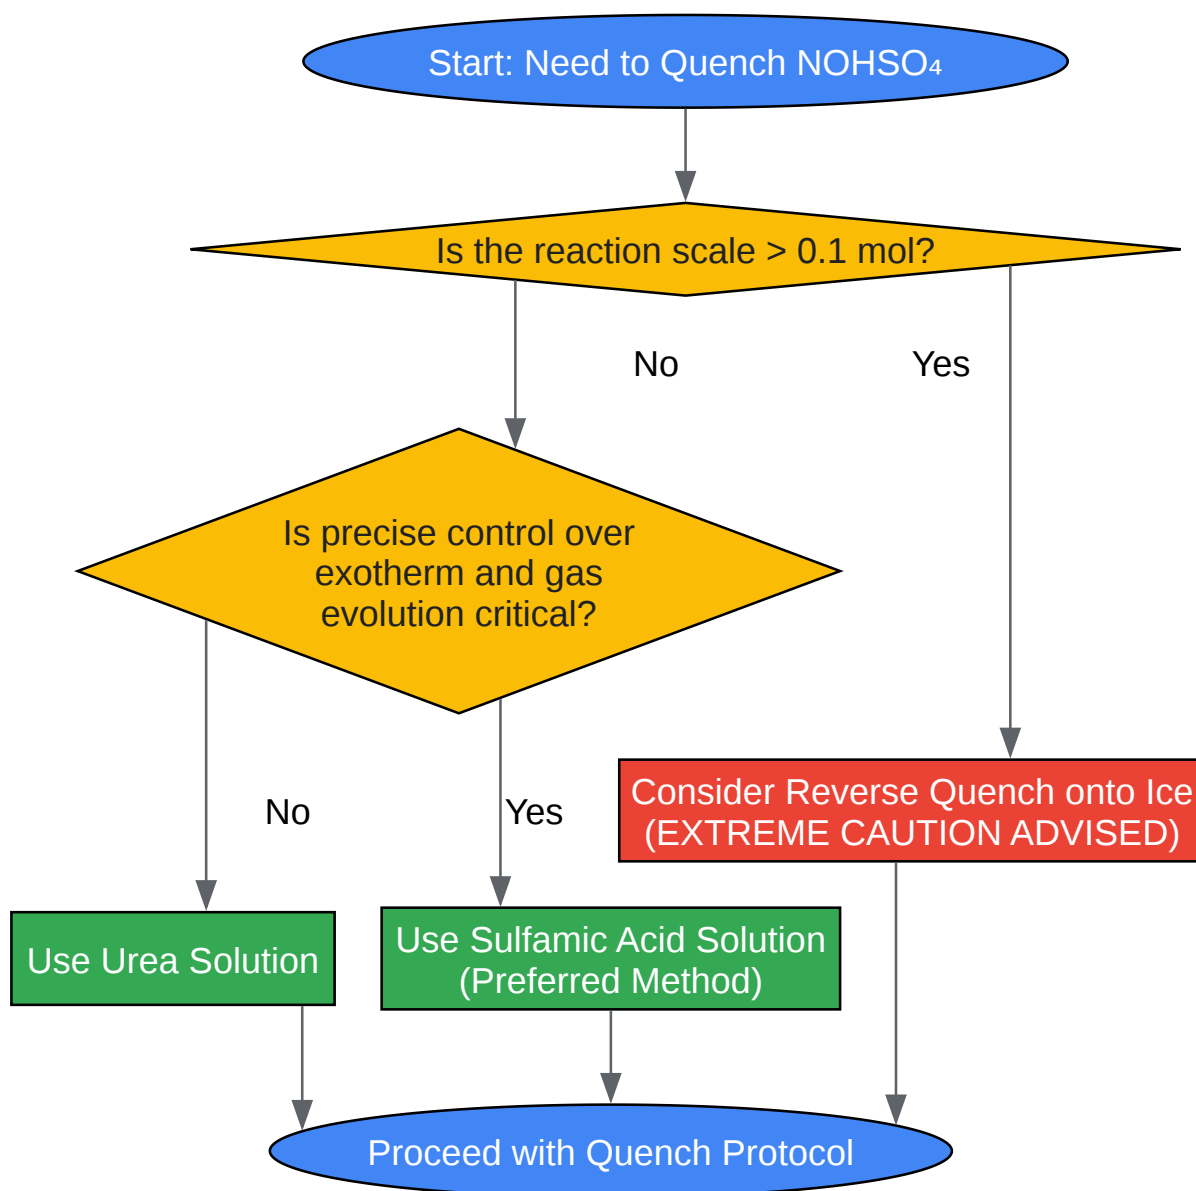 Start: Need to Quench NOHSO₄
Is the reaction scale > 0.1 mol?
No
Yes
Is precise control over
exotherm and gas
evolution critical?
No
Yes
Consider Reverse Quench onto Ice
(EXTREME CAUTION ADVISED)
Use Urea Solution
Use Sulfamic Acid Solution
(Preferred Method)
Proceed with Quench Protocol